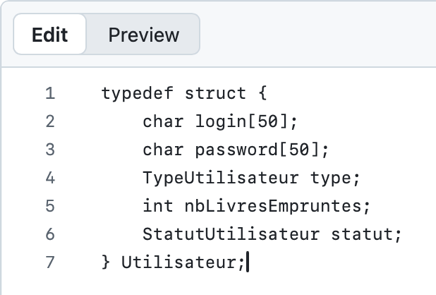 Edit Preview
1 typedef struct {
2     char login[50];
3     char password[50];
4     TypeUtilisateur type;
5     int nbLivresEmpruntes;
6     StatutUtilisateur statut;
7 } Utilisateur;